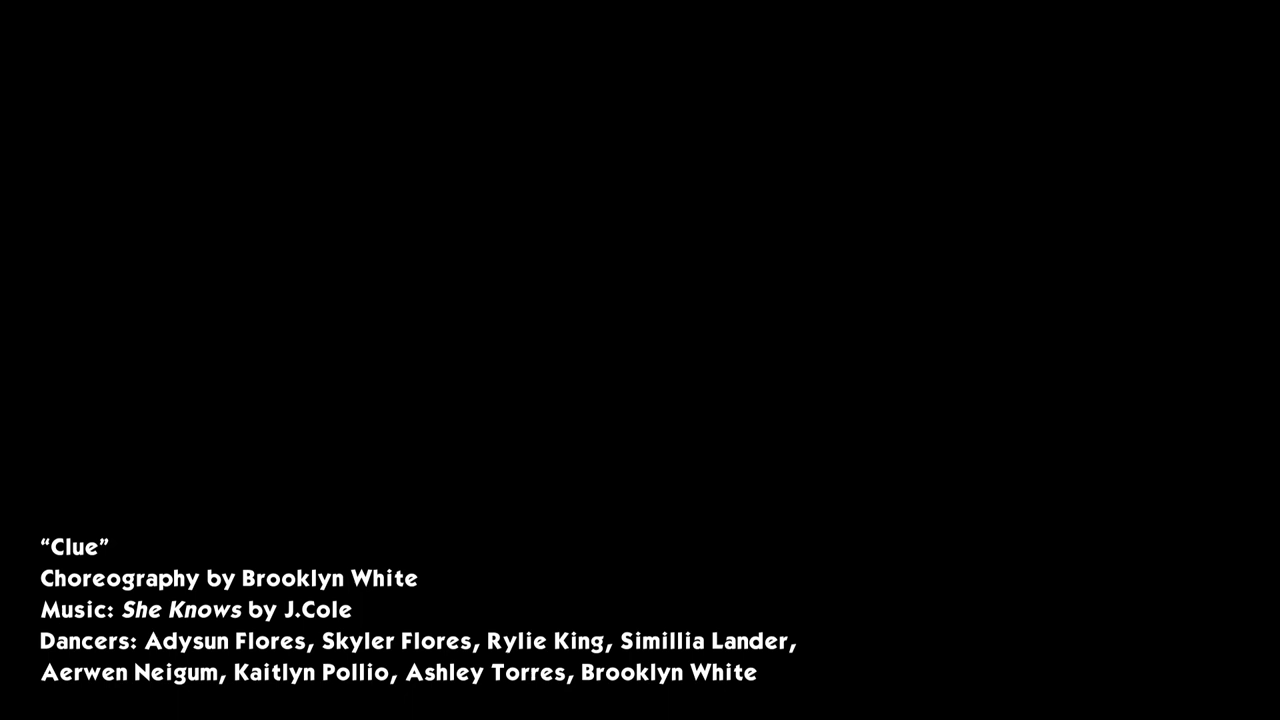 “Clue”
Choreography by Brooklyn White
Music: She Knows by J.Cole
Dancers: Adysun Flores, Skyler Flores, Rylie King, Simillia Lander,
Aerwen Neigum, Kaitlyn Pollio, Ashley Torres, Brooklyn White